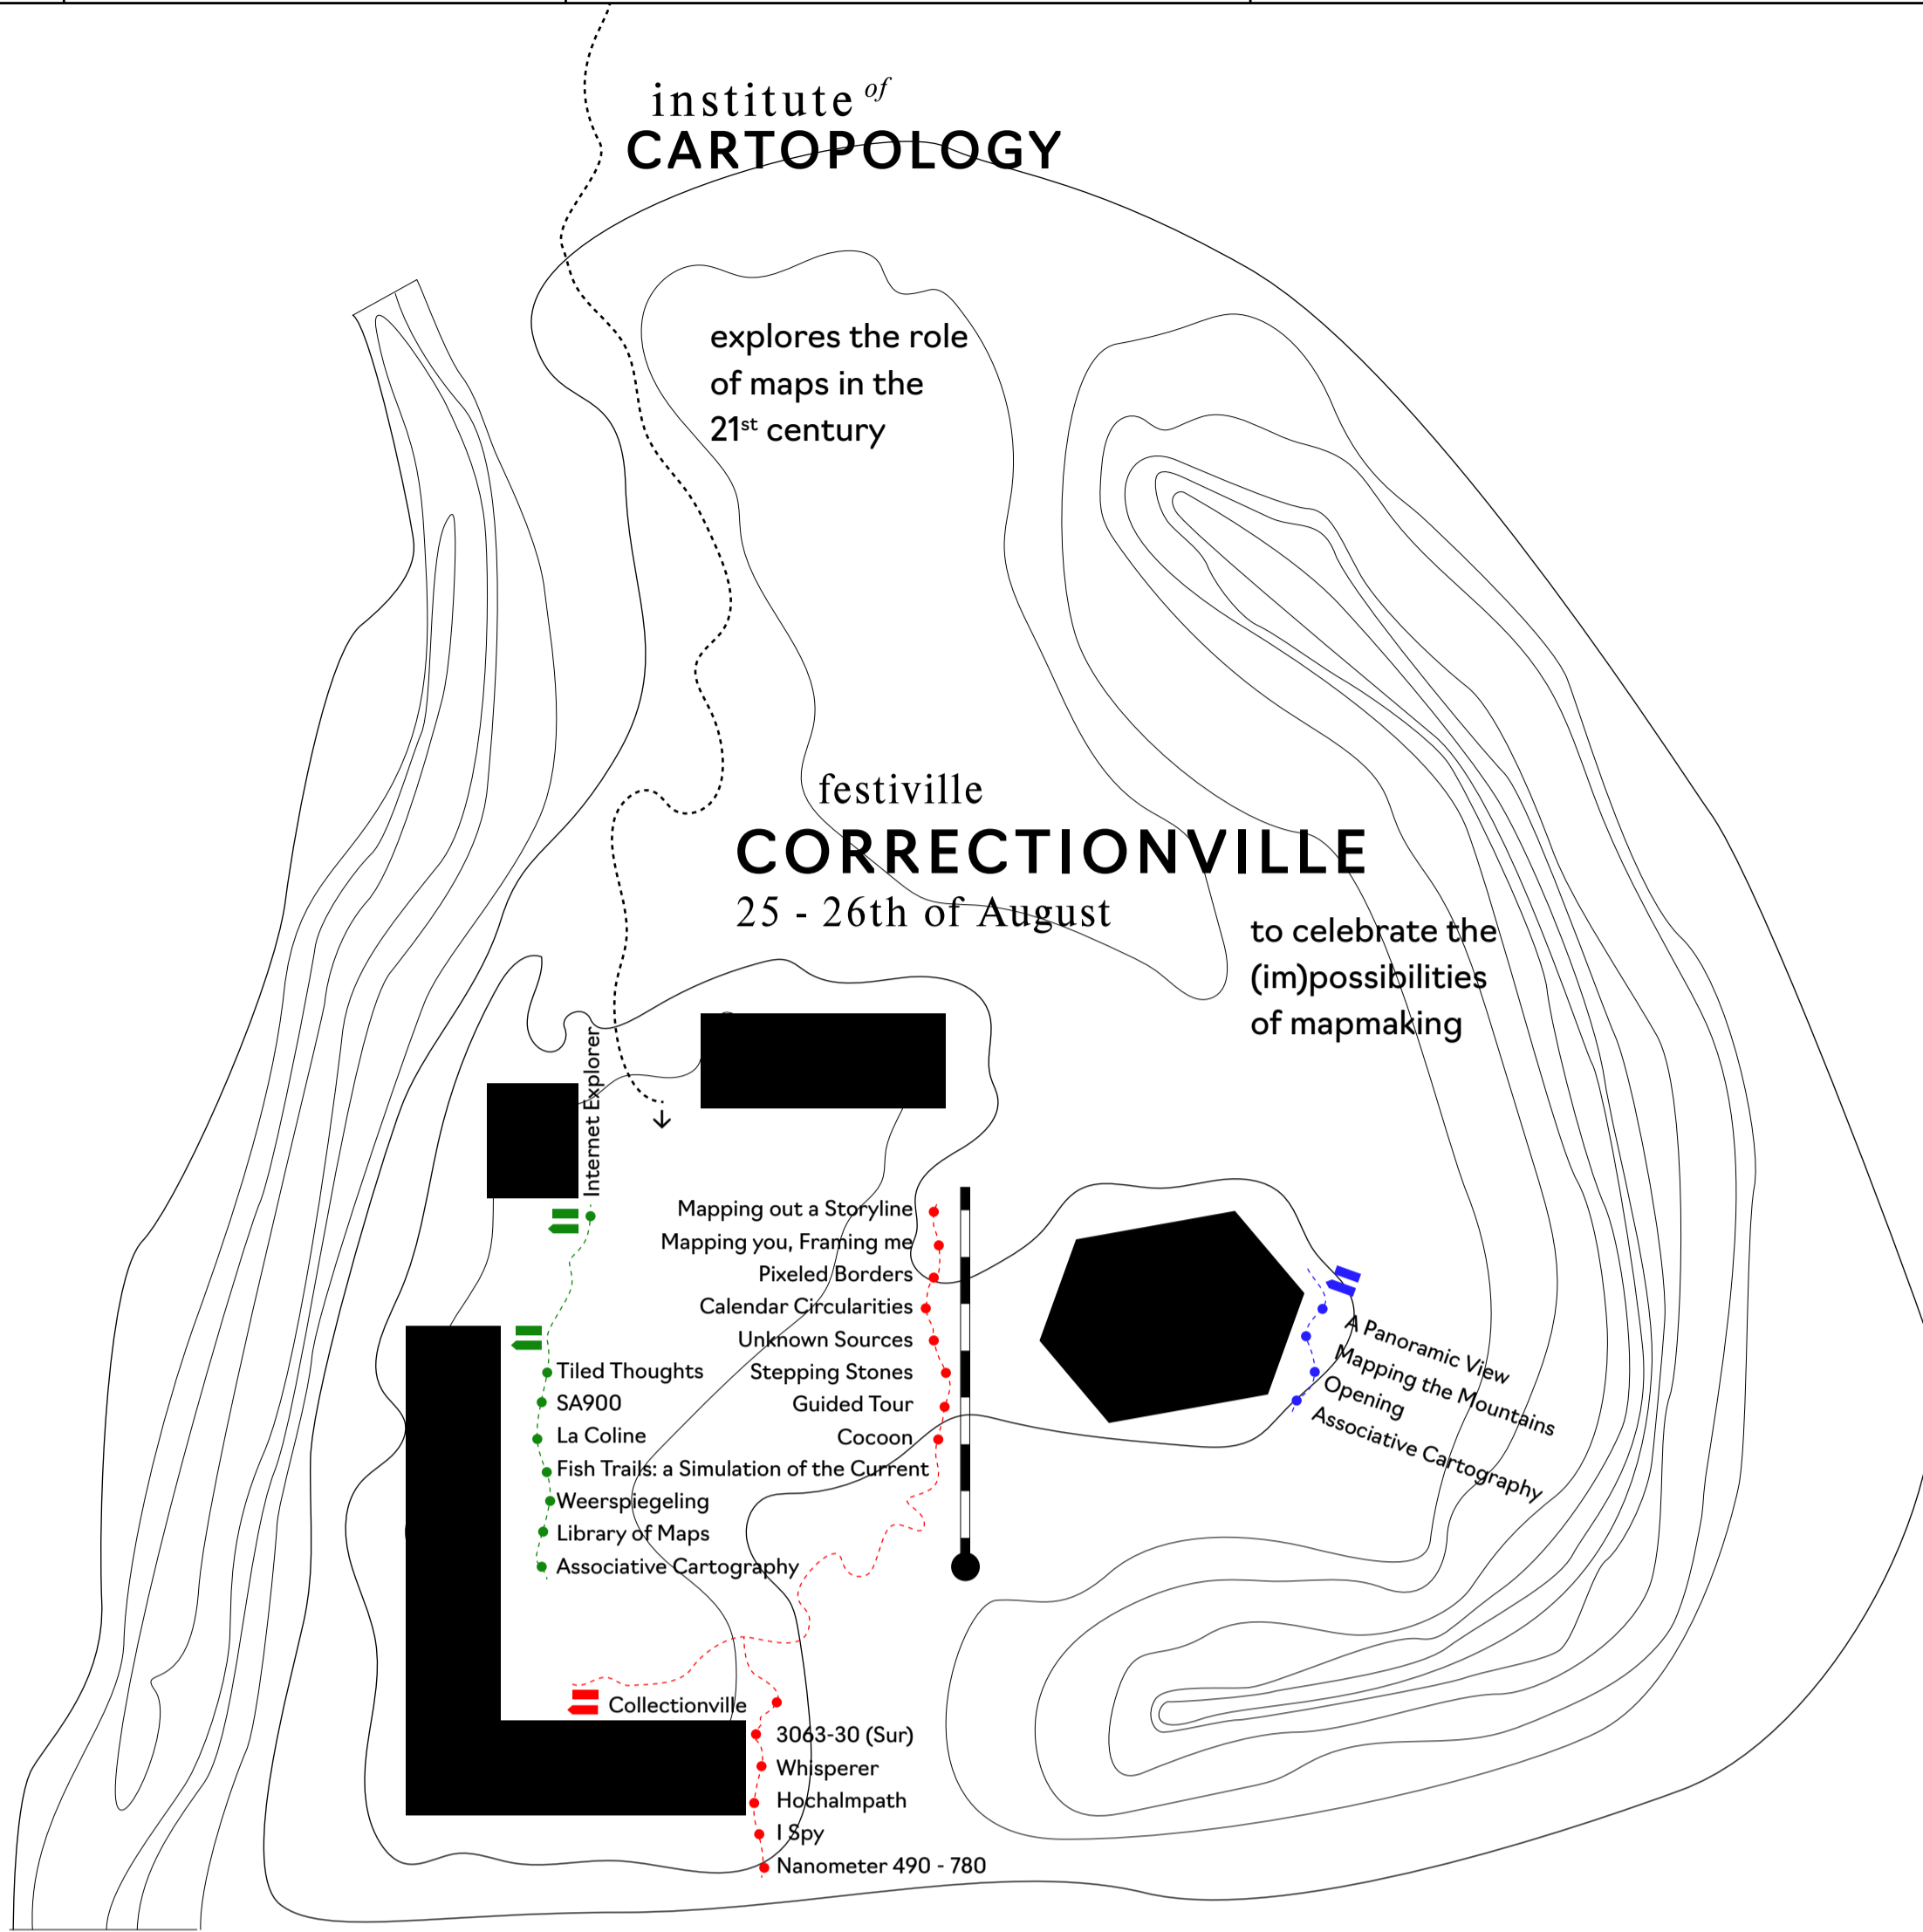 institute of
CARTOPOLOGY
explores the role
of maps in the
21st century
festiville
CORRECTIONVILLE
25 - 26th of August
to celebrate the
(im)possibilities
of mapmaking
Internet Explorer
Mapping out a Storyline
Mapping you, Framing me
Pixeled Borders
Calendar Circularities
Unknown Sources
Stepping Stones
Guided Tour
Cocoon
Tiled Thoughts
SA900
La Coline
Fish Trails: a Simulation of the Current
Weerspiegeling
Library of Maps
Associative Cartography
A Panoramic View
Mapping the Mountains
Opening
Associative Cartography
Collectionville
3063-30 (Sur)
Whisperer
Hochalmpath
I Spy
Nanometer 490 - 780